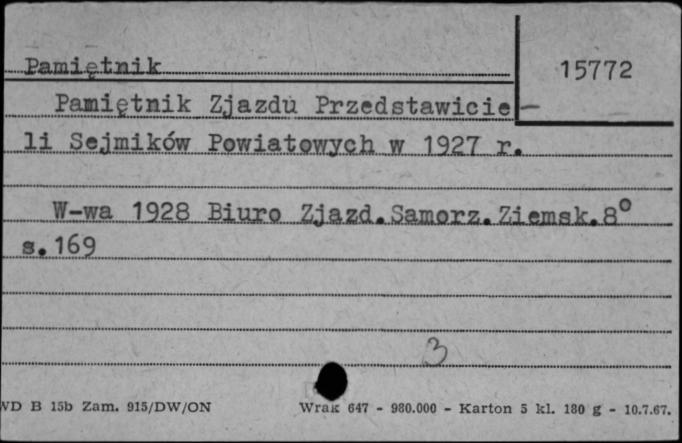 Pamiętnik
15772
Pamiętnik Zjazdu Przedstawicie-
li Sejmików Powiatowych w 1927 r.
W-wa 1928 Biuro Zjazd.Samorz.Ziemsk.8°
s.169
3
WD B 15b Zam. 915/DW/ON
Wrak 647 - 980.000 - Karton 5 kl. 180 g - 10.7.67.